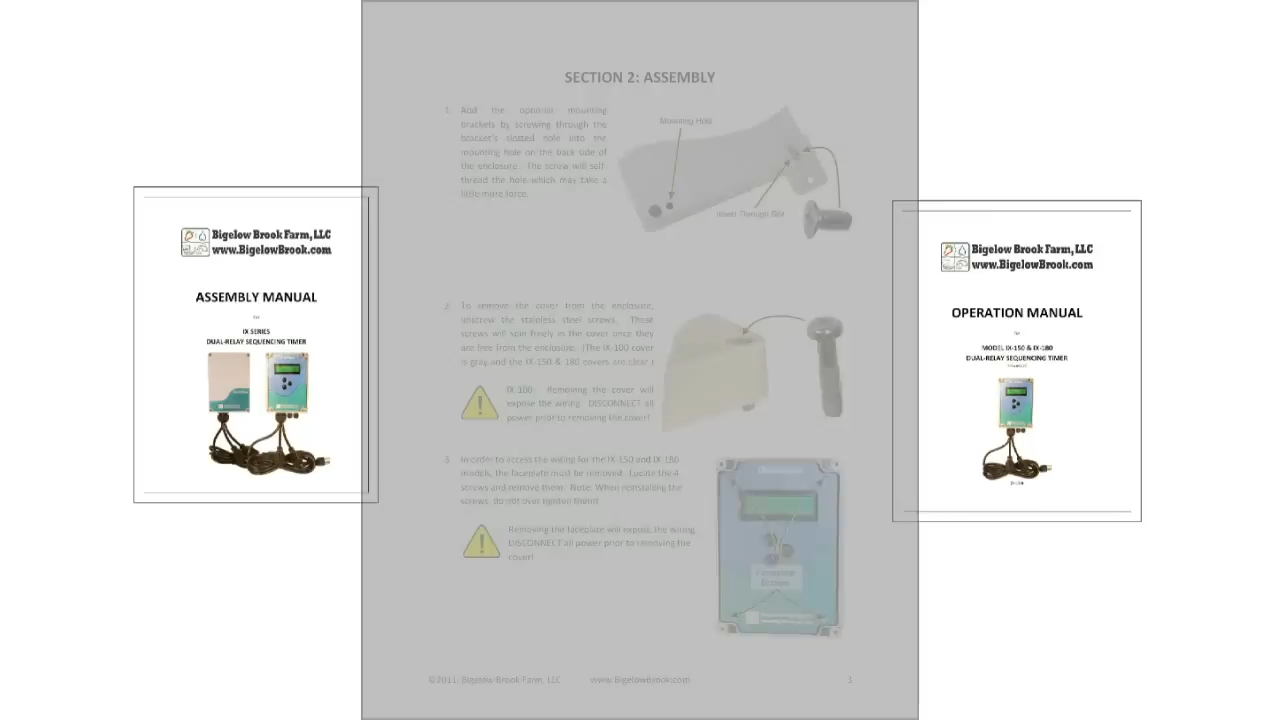 Bigelow Brook Farm, LLC
www.BigelowBrook.com
ASSEMBLY MANUAL
for
IX SERIES
DUAL-RELAY SEQUENCING TIMER
SECTION 2: ASSEMBLY
1. Add the optional mounting
brackets by screwing through the
bracket's slotted hole into the
mounting hole on the back side of
the enclosure. The screw will self-
thread the hole which may take a
little more force.
Mounting Hole
Insert Through Slot
2. To remove the cover from the enclosure,
unscrew the stainless steel screws. These
screws will spin freely in the cover once they
are free from the enclosure. (The IX-100 cover
is gray and the IX-150 & 180 covers are clear.)
IX-100: Removing the cover will
expose the wiring. DISCONNECT all
power prior to removing the cover!
3. In order to access the wiring for the IX-150 and IX-180
models, the faceplate must be removed. Locate the 4
screws and remove them. Note: When reinstalling the
screws, do not over tighten them!
Removing the faceplate will expose the wiring.
DISCONNECT all power prior to removing the
cover!
Faceplate
Screws
©2011, Bigelow Brook Farm, LLC www.BigelowBrook.com 3
Bigelow Brook Farm, LLC
www.BigelowBrook.com
OPERATION MANUAL
for
MODEL IX-150 & IX-180
DUAL-RELAY SEQUENCING TIMER